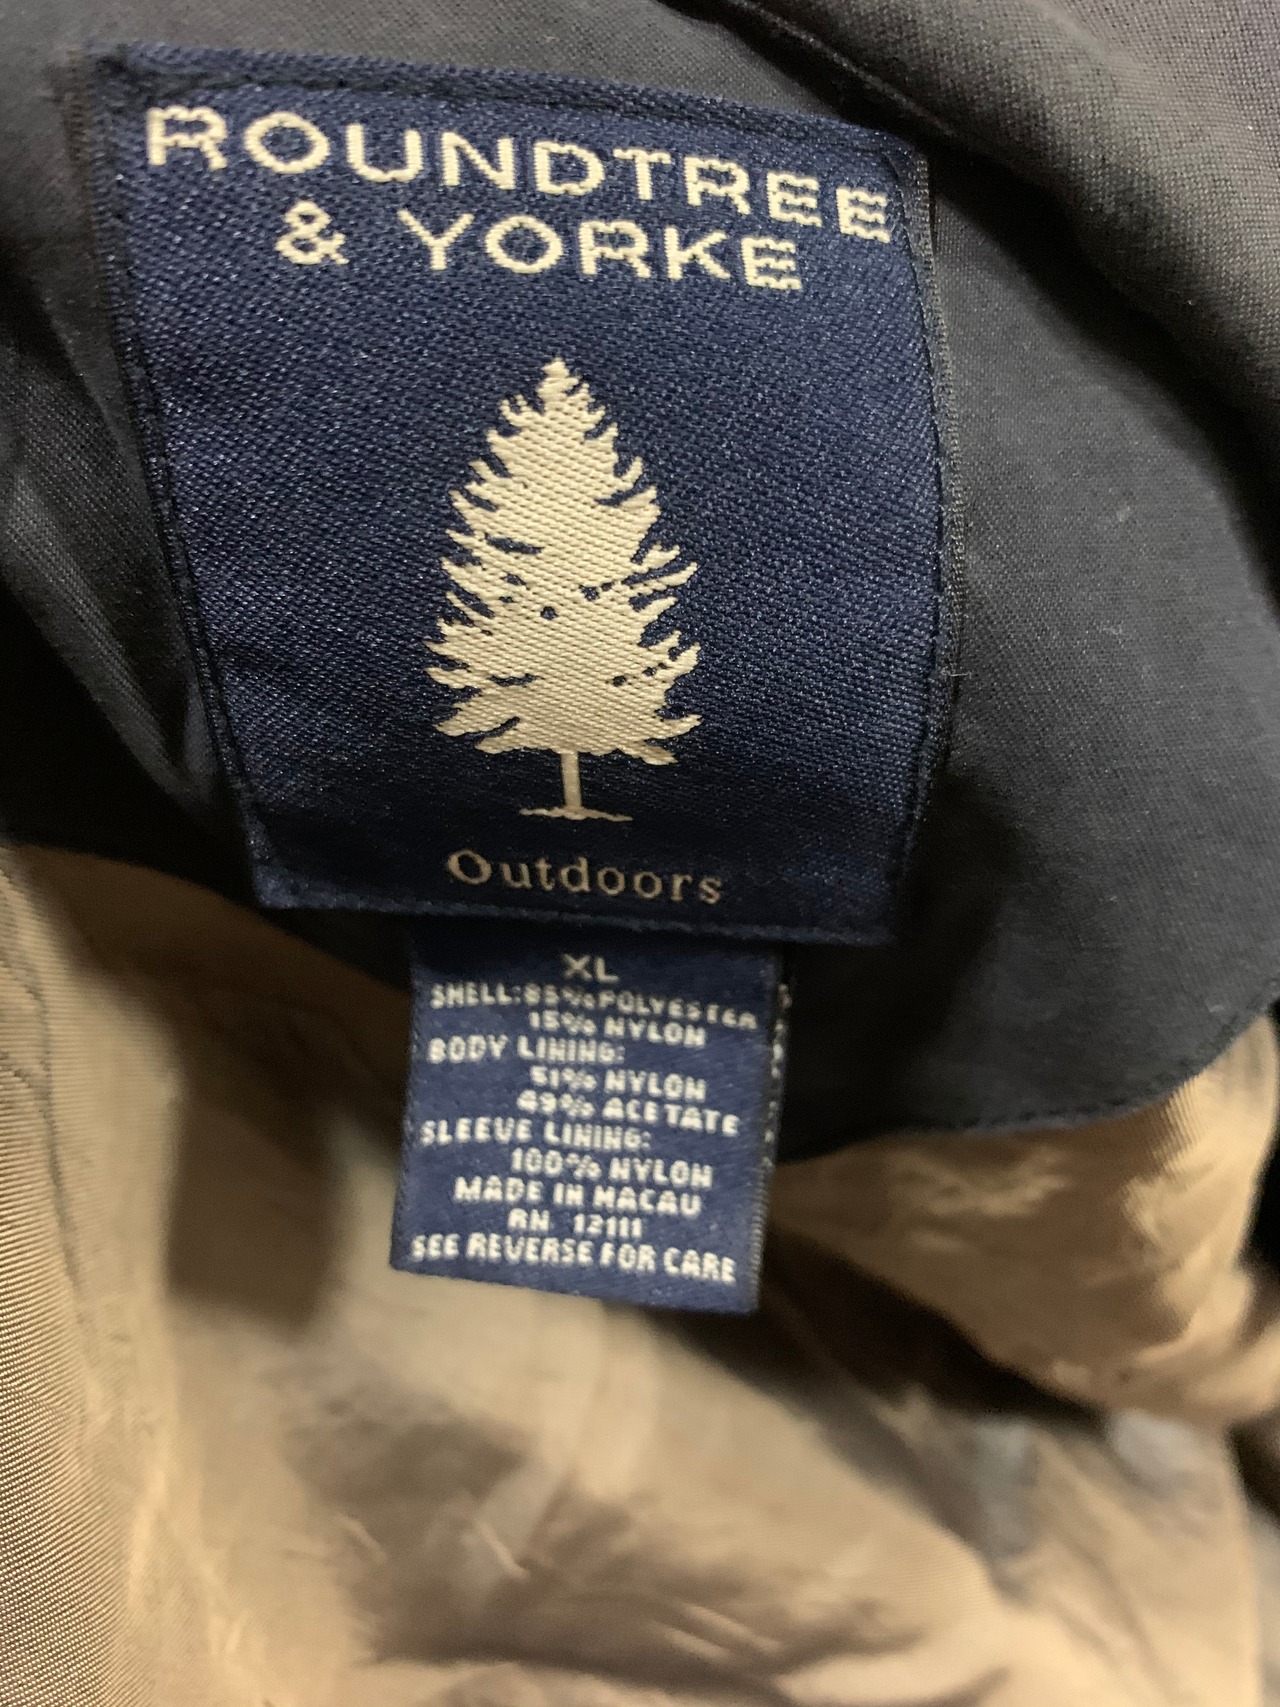 ROUNDTREE
& YORKE
Outdoors
XL
SHELL:85% POLYESTER
15% NYLON
BODY LINING:
51% NYLON
49% ACETATE
SLEEVE LINING:
100% NYLON
MADE IN MACAU
RN 12111
SEE REVERSE FOR CARE